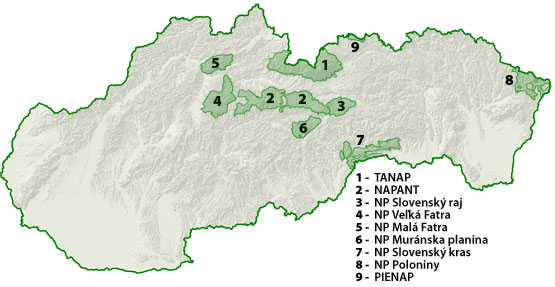 9
5
1
8
2
2
4
3
6
7
1 - TANAP
2 - NAPANT
3 - NP Slovenský raj
4 - NP Veľká Fatra
5 - NP Malá Fatra
6 - NP Muránska planina
7 - NP Slovenský kras
8 - NP Poloniny
9 - PIENAP